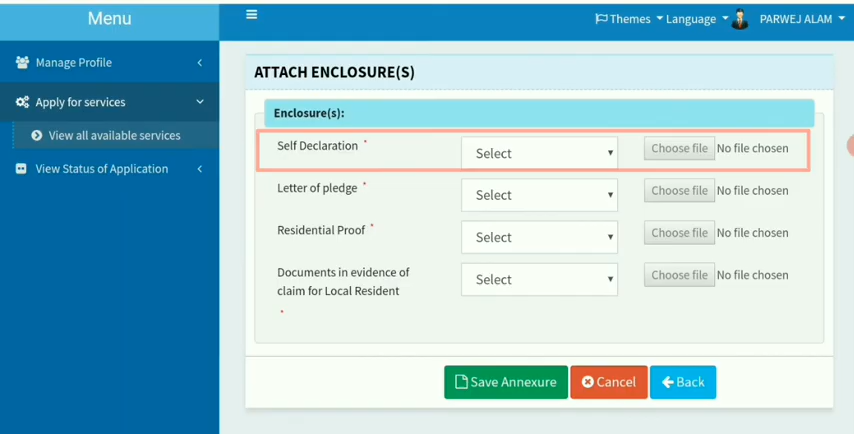 Menu
Themes Language PARWEJ ALAM
Manage Profile
Apply for services
View all available services
View Status of Application
ATTACH ENCLOSURE(S)
Enclosure(s):
Self Declaration * Select Choose file No file chosen
Letter of pledge * Select Choose file No file chosen
Residential Proof * Select Choose file No file chosen
Documents in evidence of
claim for Local Resident
* Select Choose file No file chosen
Save Annexure Cancel Back